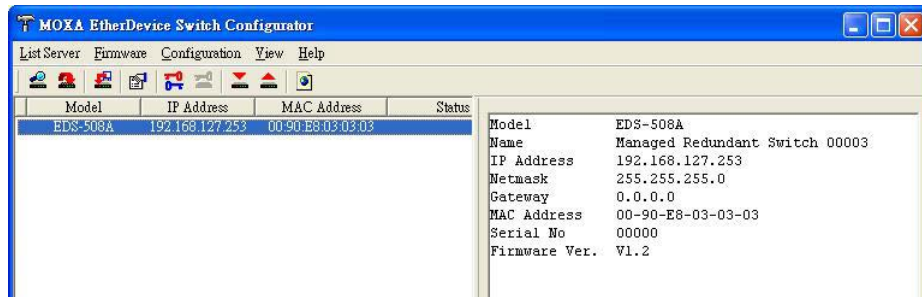 MOXA EtherDevice Switch Configurator
List Server Firmware Configuration View Help
Model IP Address MAC Address Status
EDS-508A 192.168.127.253 00:90:E8:03:03:03
Model EDS-508A
Name Managed Redundant Switch 00003
IP Address 192.168.127.253
Netmask 255.255.255.0
Gateway 0.0.0.0
MAC Address 00-90-E8-03-03-03
Serial No 00000
Firmware Ver. V1.2